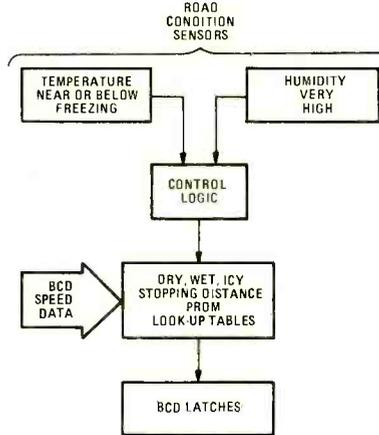 ROAD
CONDITION
SENSORS
TEMPERATURE
NEAR OR BELOW
FREEZING
HUMIDITY
VERY
HIGH
CONTROL
LOGIC
BCD
SPEED
DATA
DRY, WET, ICY
STOPPING DISTANCE
PROM
LOOK-UP TABLES
BCD LATCHES